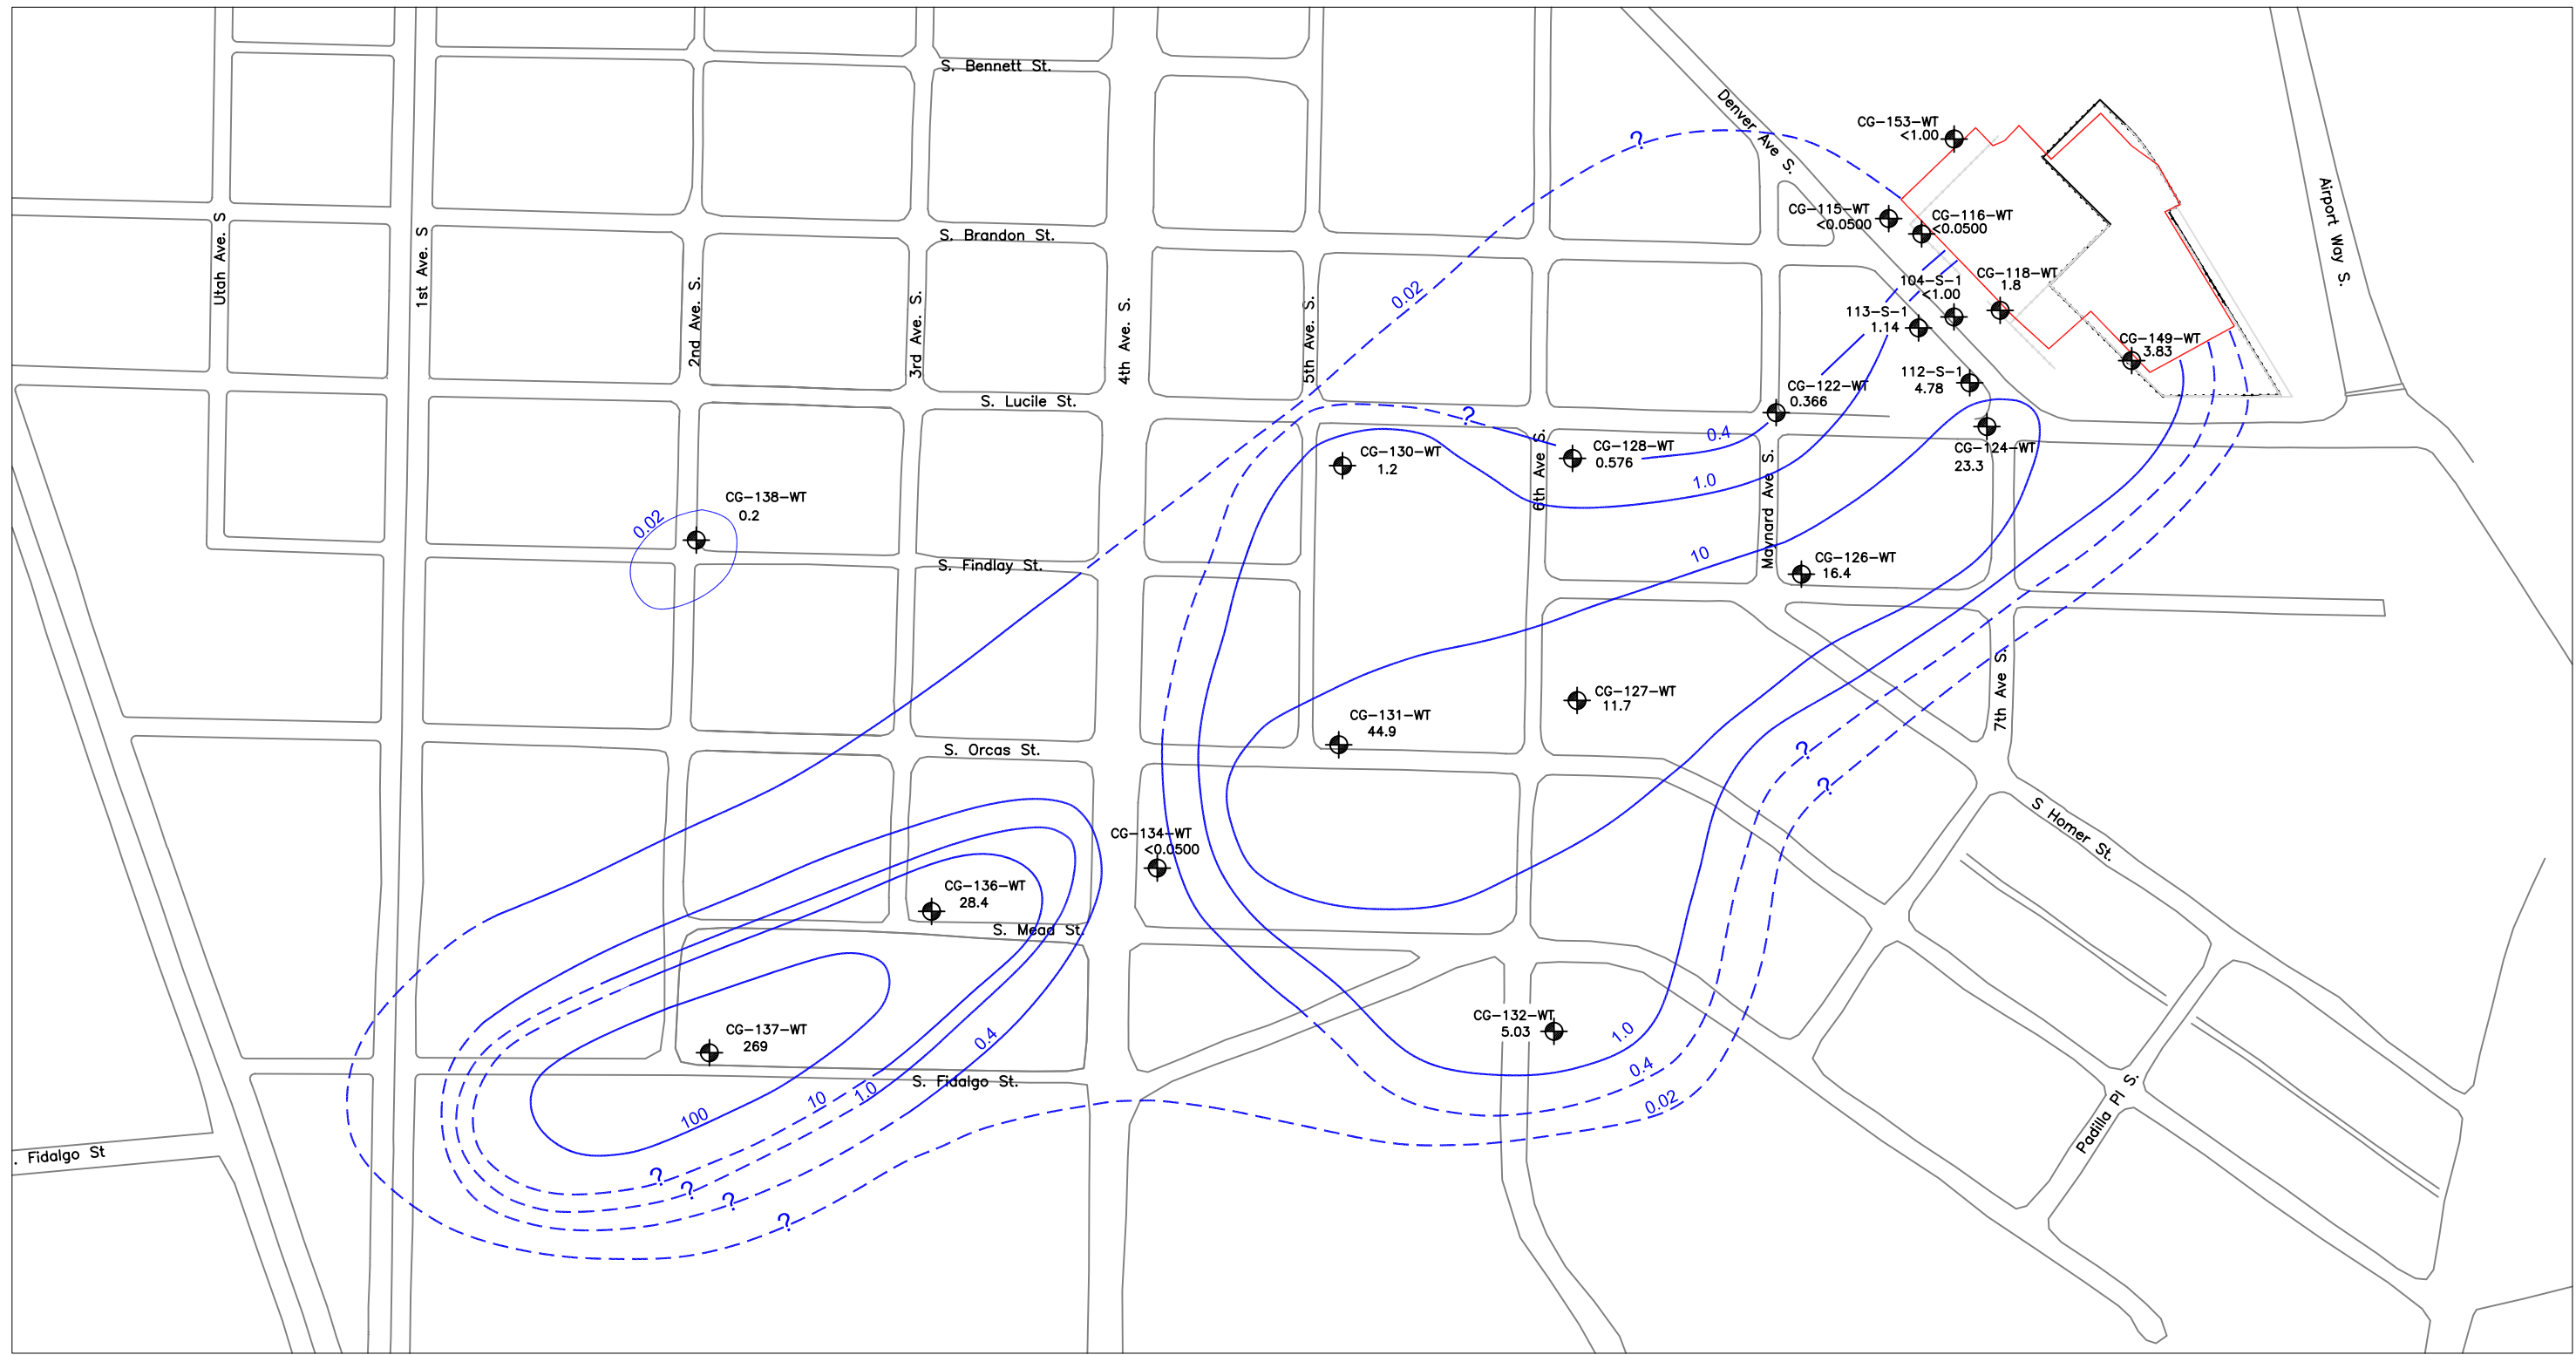 S. Bennett St.
Denver Ave S.
?
CG-153-WT
<1.00
Airport Way S.
Utah Ave. S
1st Ave. S
S. Brandon St.
CG-115-WT
<0.0500
CG-116-WT
<0.0500
2nd Ave. S.
3rd Ave. S.
4th Ave. S.
5th Ave. S.
0.02
104-S-1
<1.00
CG-118-WT
1.8
113-S-1
1.14
CG-149-WT
3.83
112-S-1
4.78
CG-122-WT
0.366
S. Lucile St.
?
0.4
CG-124-WT
23.3
CG-130-WT
1.2
CG-128-WT
0.576
6th Ave S.
Maynard Ave S.
1.0
CG-138-WT
0.2
0.02
10
S. Findlay St.
CG-126-WT
16.4
7th Ave S.
CG-127-WT
11.7
CG-131-WT
44.9
S. Orcas St.
?
?
S Homer St.
CG-134-WT
<0.0500
CG-136-WT
28.4
S. Mead St.
CG-137-WT
269
CG-132-WT
5.03
1.0
0.4
0.4
0.02
S. Fidalgo St.
100
10
1.0
Padilla Pl S.
. Fidalgo St
?
?
?
?